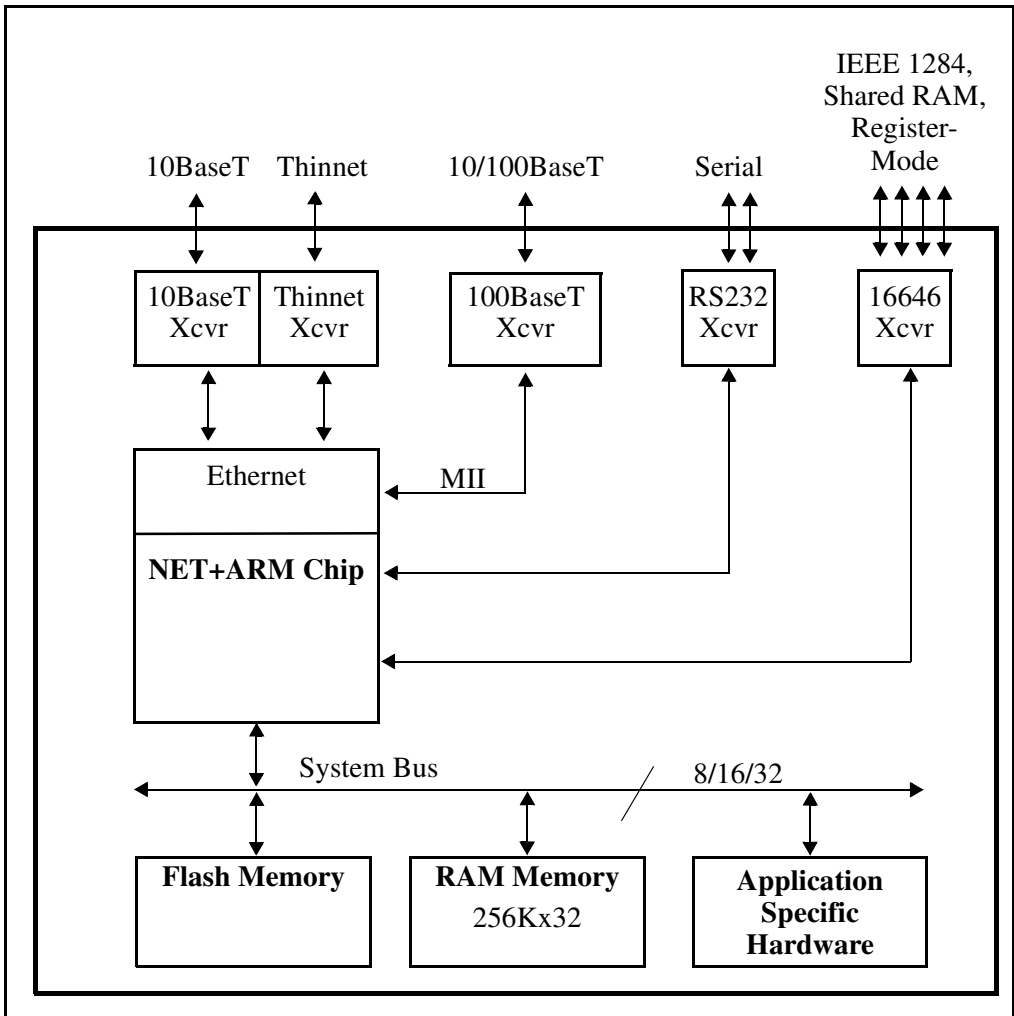 IEEE 1284,
Shared RAM,
Register-
Mode
10BaseT
Thinnet
10/100BaseT
Serial
10BaseT
Xcvr
Thinnet
Xcvr
100BaseT
Xcvr
RS232
Xcvr
16646
Xcvr
Ethernet
MII
NET+ARM Chip
System Bus
8/16/32
Flash Memory
RAM Memory
256Kx32
Application
Specific
Hardware